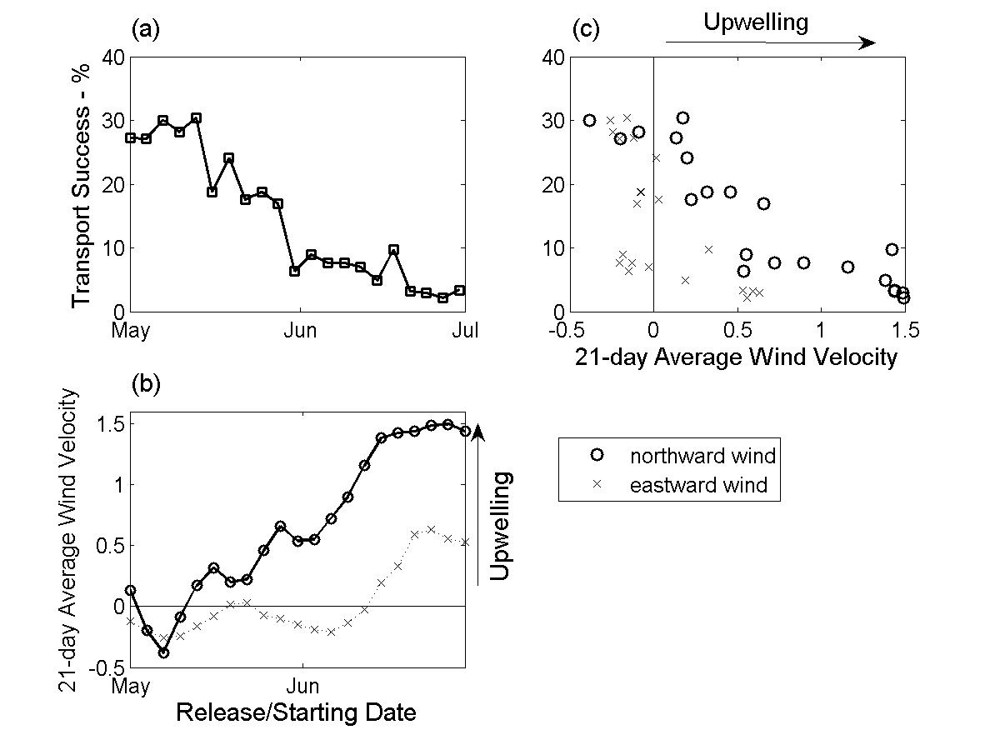 (a)
Transport Success - %
40
30
20
10
0
May
Jun
Jul
(c)
Upwelling
40
30
20
10
0
-0.5
0
0.5
1
1.5
21-day Average Wind Velocity
(b)
21-day Average Wind Velocity
1.5
1
0.5
0
-0.5
May
Jun
Release/Starting Date
Upwelling
northward wind
eastward wind